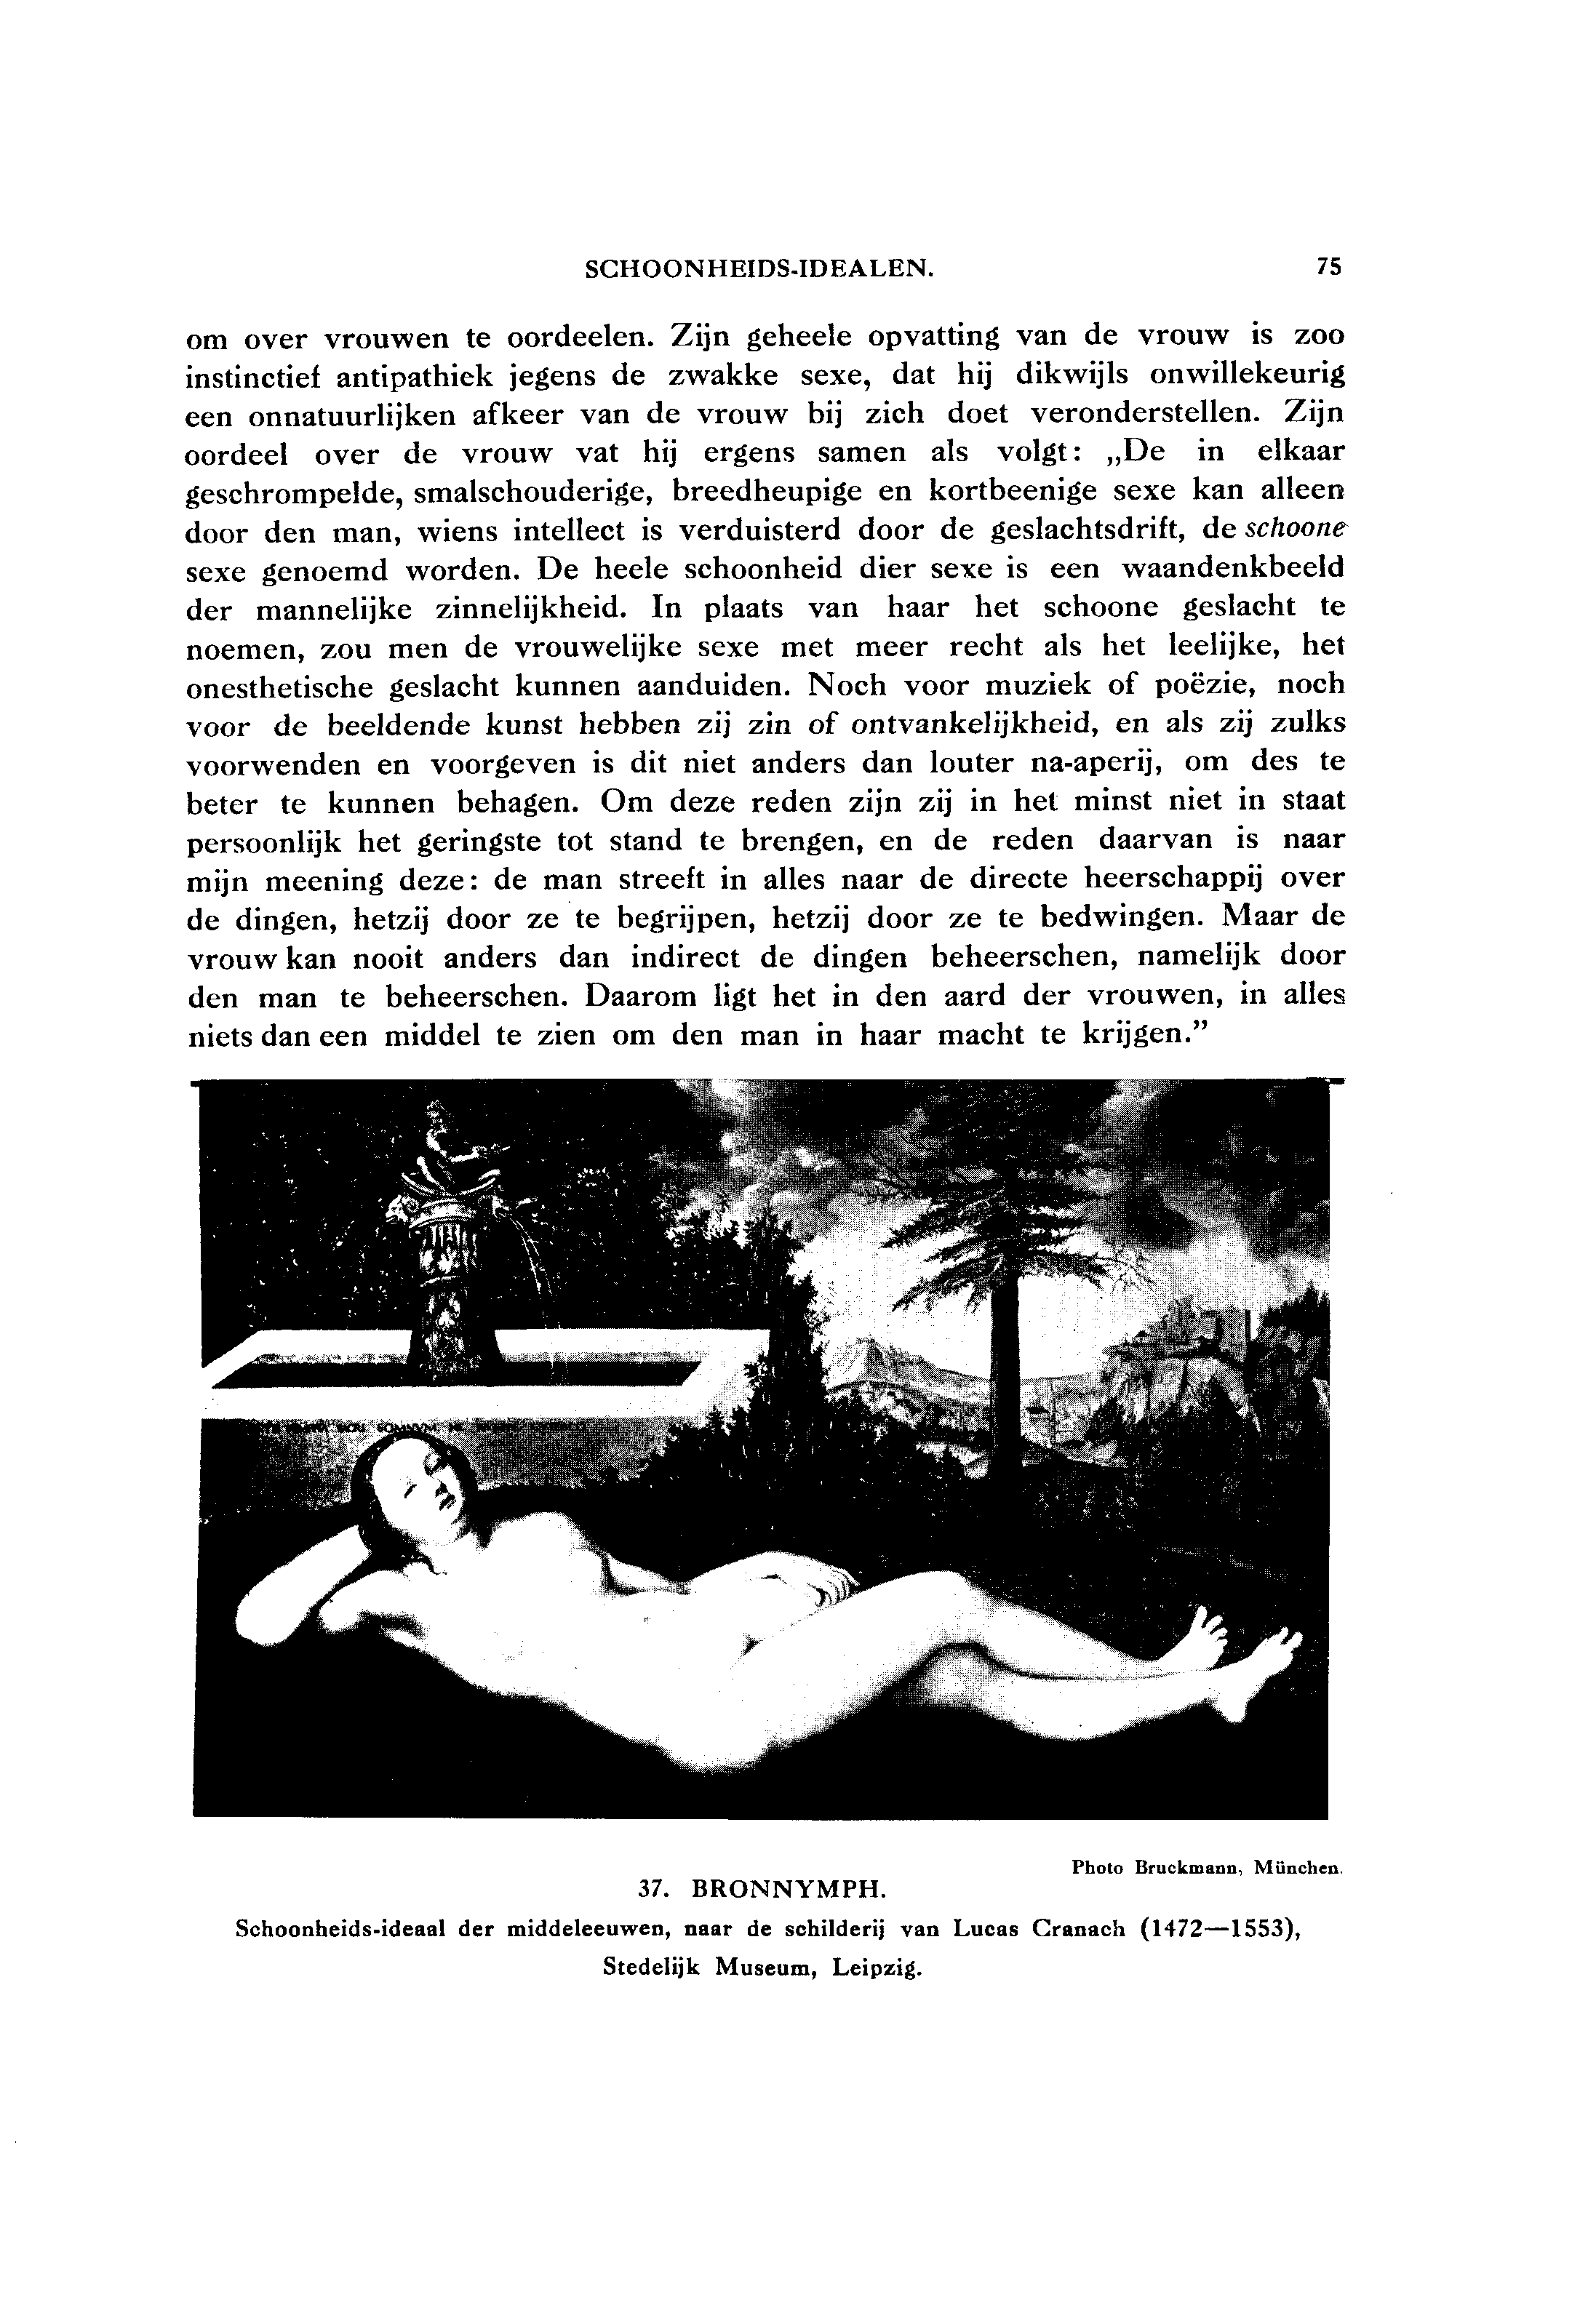 SCHOONHEIDS-IDEALEN. 75
om over vrouwen te oordeelen. Zijn geheele opvatting van de vrouw is zoo
instinctief antipathiek jegens de zwakke sexe, dat hij dikwijls onwillekeurig
een onnatuurlijken afkeer van de vrouw bij zich doet veronderstellen. Zijn
oordeel over de vrouw vat hij ergens samen als volgt: „De in elkaar
geschrompelde, smalschouderige, breedheupige en kortbeenige sexe kan alleen
door den man, wiens intellect is verduisterd door de geslachtsdrift, de schoone
sexe genoemd worden. De heele schoonheid dier sexe is een waandenkbeeld
der mannelijke zinnelijkheid. In plaats van haar het schoone geslacht te
noemen, zou men de vrouwelijke sexe met meer recht als het leelijke, het
onesthetische geslacht kunnen aanduiden. Noch voor muziek of poëzie, noch
voor de beeldende kunst hebben zij zin of ontvankelijkheid, en als zij zulks
voorwenden en voorgeven is dit niet anders dan louter na-aperij, om des te
beter te kunnen behagen. Om deze reden zijn zij in het minst niet in staat
persoonlijk het geringste tot stand te brengen, en de reden daarvan is naar
mijn meening deze: de man streeft in alles naar de directe heerschappij over
de dingen, hetzij door ze te begrijpen, hetzij door ze te bedwingen. Maar de
vrouw kan nooit anders dan indirect de dingen beheerschen, namelijk door
den man te beheerschen. Daarom ligt het in den aard der vrouwen, in alles
niets dan een middel te zien om den man in haar macht te krijgen.”
Photo Bruckmann, München.
37. BRONNYMPH.
Schoonheids-ideaal der middeleeuwen, naar de schilderij van Lucas Cranach (1472—1553),
Stedelijk Museum, Leipzig.